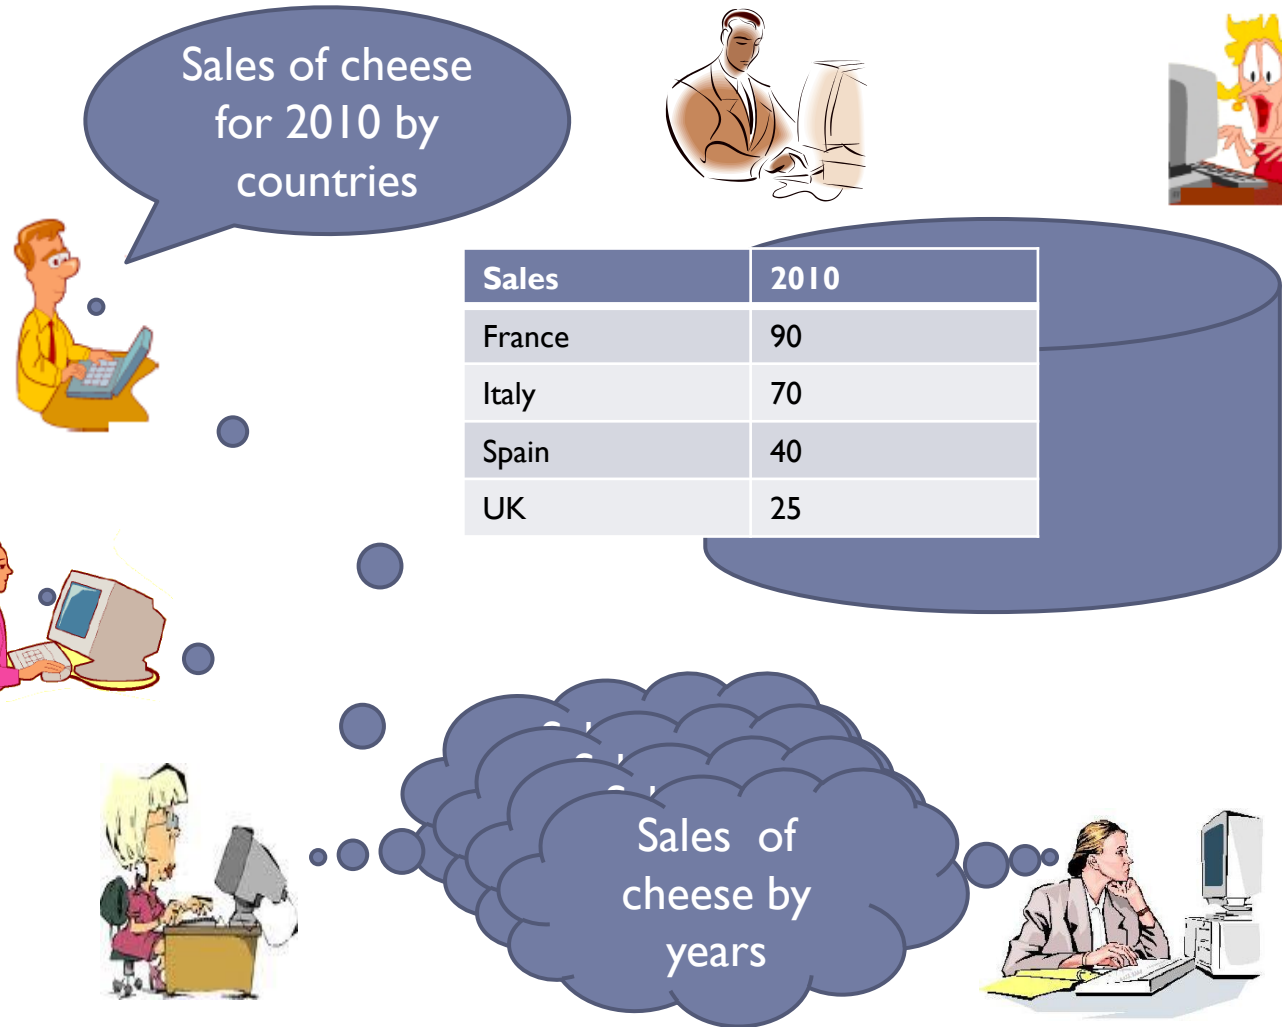 Sales of cheese
for 2010 by
countries
Sales 2010
France 90
Italy 70
Spain 40
UK 25
Sales of
cheese by
years